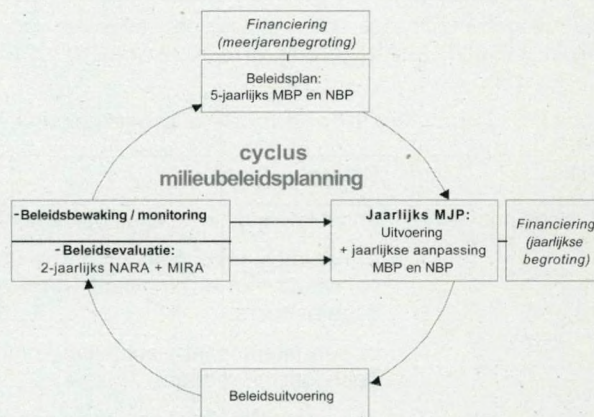 Financiering
(meerjarenbegroting)
Beleidsplan:
5-jaarlijks MBP en NBP
cyclus
milieubeleidsplanning
-Beleidsbewaking / monitoring
-Beleidsevaluatie:
2-jaarlijks NARA + MIRA
Jaarlijks MJP:
Uitvoering
+ jaarlijkse aanpassing
MBP en NBP
Financiering
(jaarlijkse
begroting)
Beleidsuitvoering